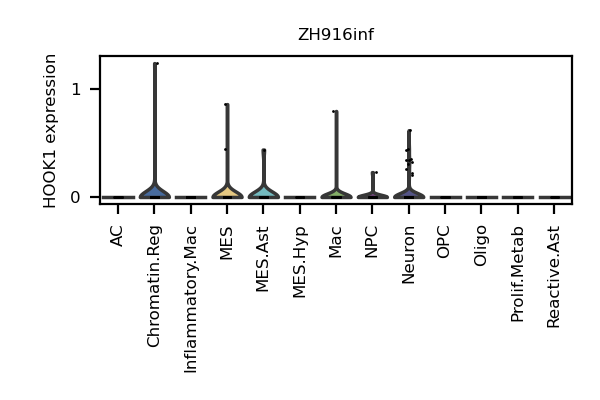 ZH916inf
HOOK1 expression
1
0
AC
Chromatin.Reg
Inflammatory.Mac
MES
MES.Ast
MES.Hyp
Mac
NPC
Neuron
OPC
Oligo
Prolif.Metab
Reactive.Ast